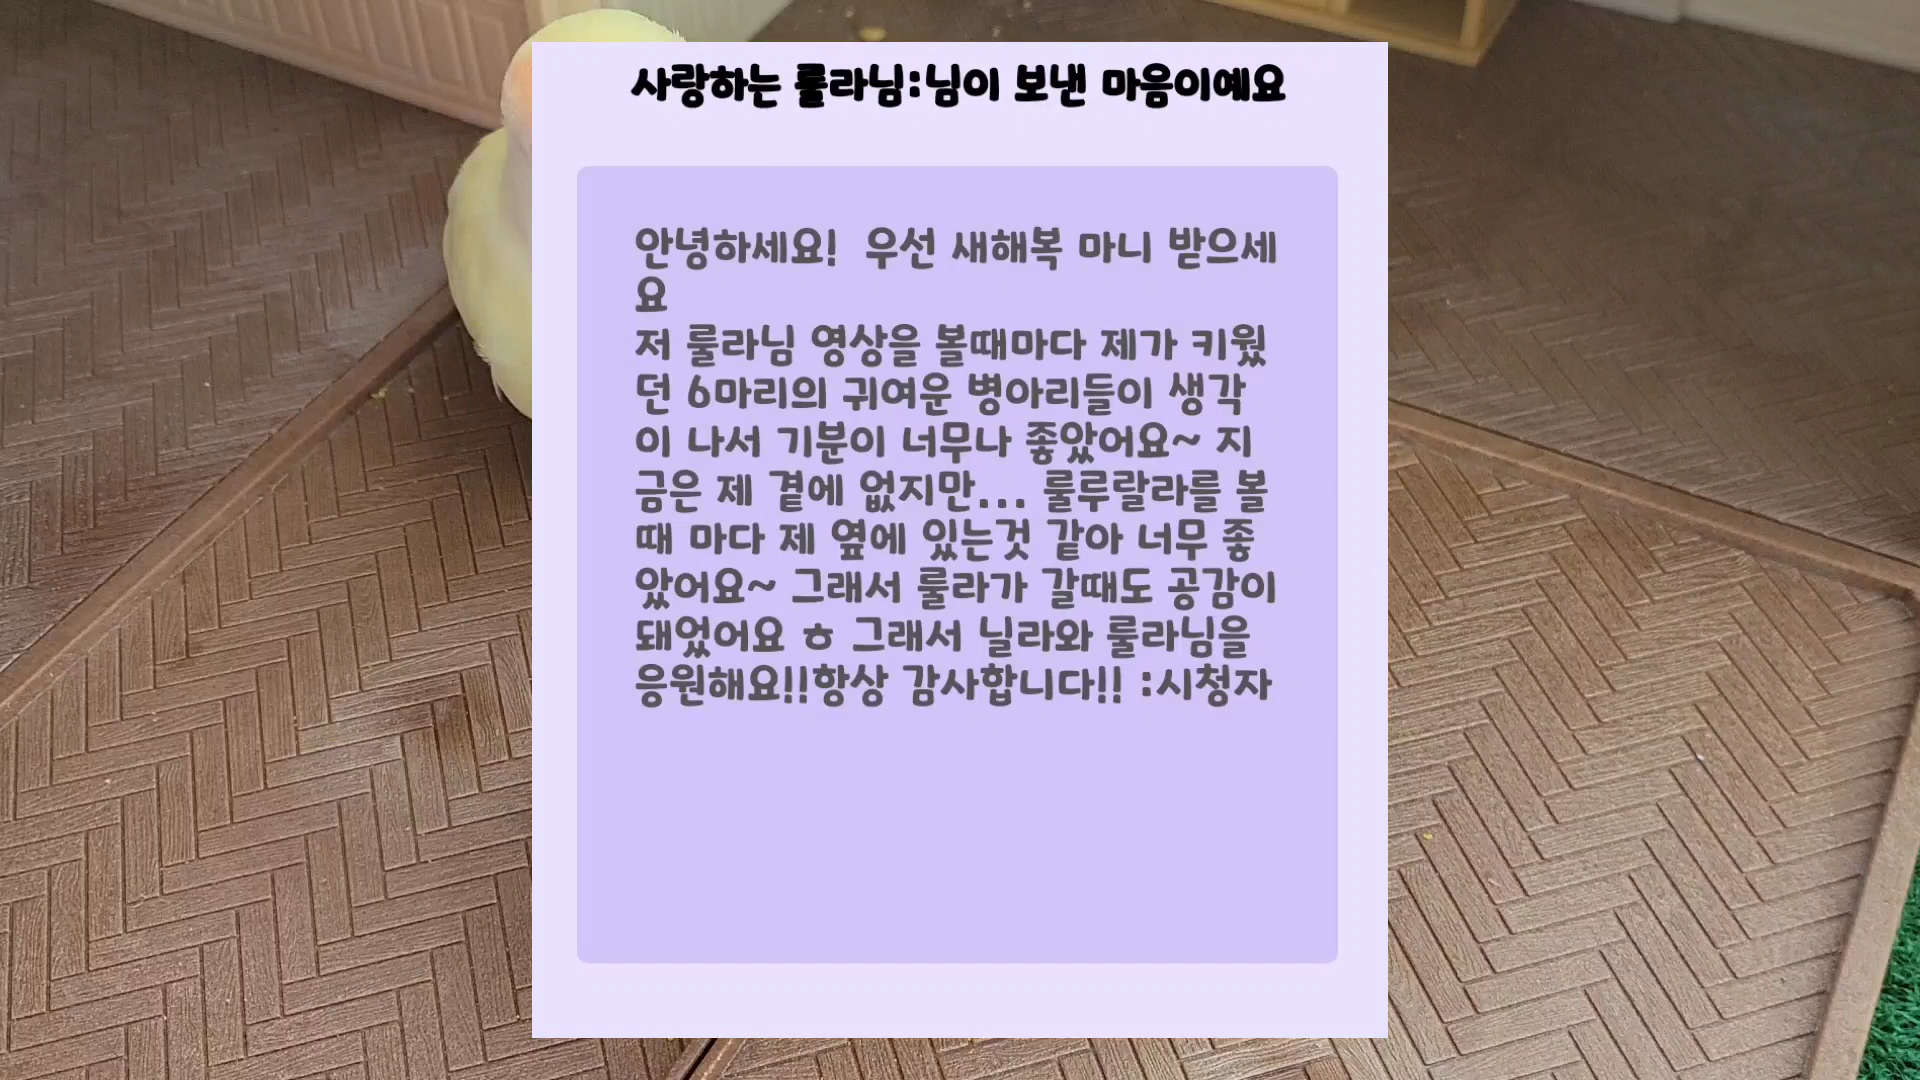 사랑하는 룰라님:님이 보낸 마음이예요
안녕하세요!  우선 새해복 마니 받으세
요
저 룰라님 영상을 볼때마다 제가 키웠
던 6마리의 귀여운 병아리들이 생각
이 나서 기분이 너무나 좋았어요~ 지
금은 제 곁에 없지만... 룰루랄라를 볼
때 마다 제 옆에 있는것 같아 너무 좋
았어요~ 그래서 룰라가 갈때도 공감이
돼었어요 ㅎ 그래서 닐라와 룰라님을
응원해요!!항상 감사합니다!! :시청자